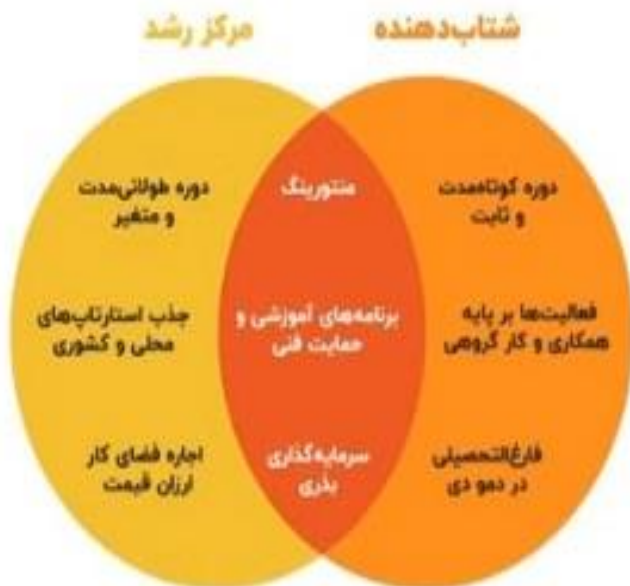 شتاب‌دهنده
مرکز رشد
دوره کوتاه‌مدت
و ثابت
فعالیت‌ها بر پایه
همکاری و کار گروهی
فارغ‌التحصیلی
در دمو دی
منتورینگ
برنامه‌های آموزشی و
حمایت فنی
سرمایه‌گذاری
بذری
دوره طولانی‌مدت
و متغیر
جذب استارتاپ‌های
محلی و کشوری
اجاره فضای کار
ارزان قیمت